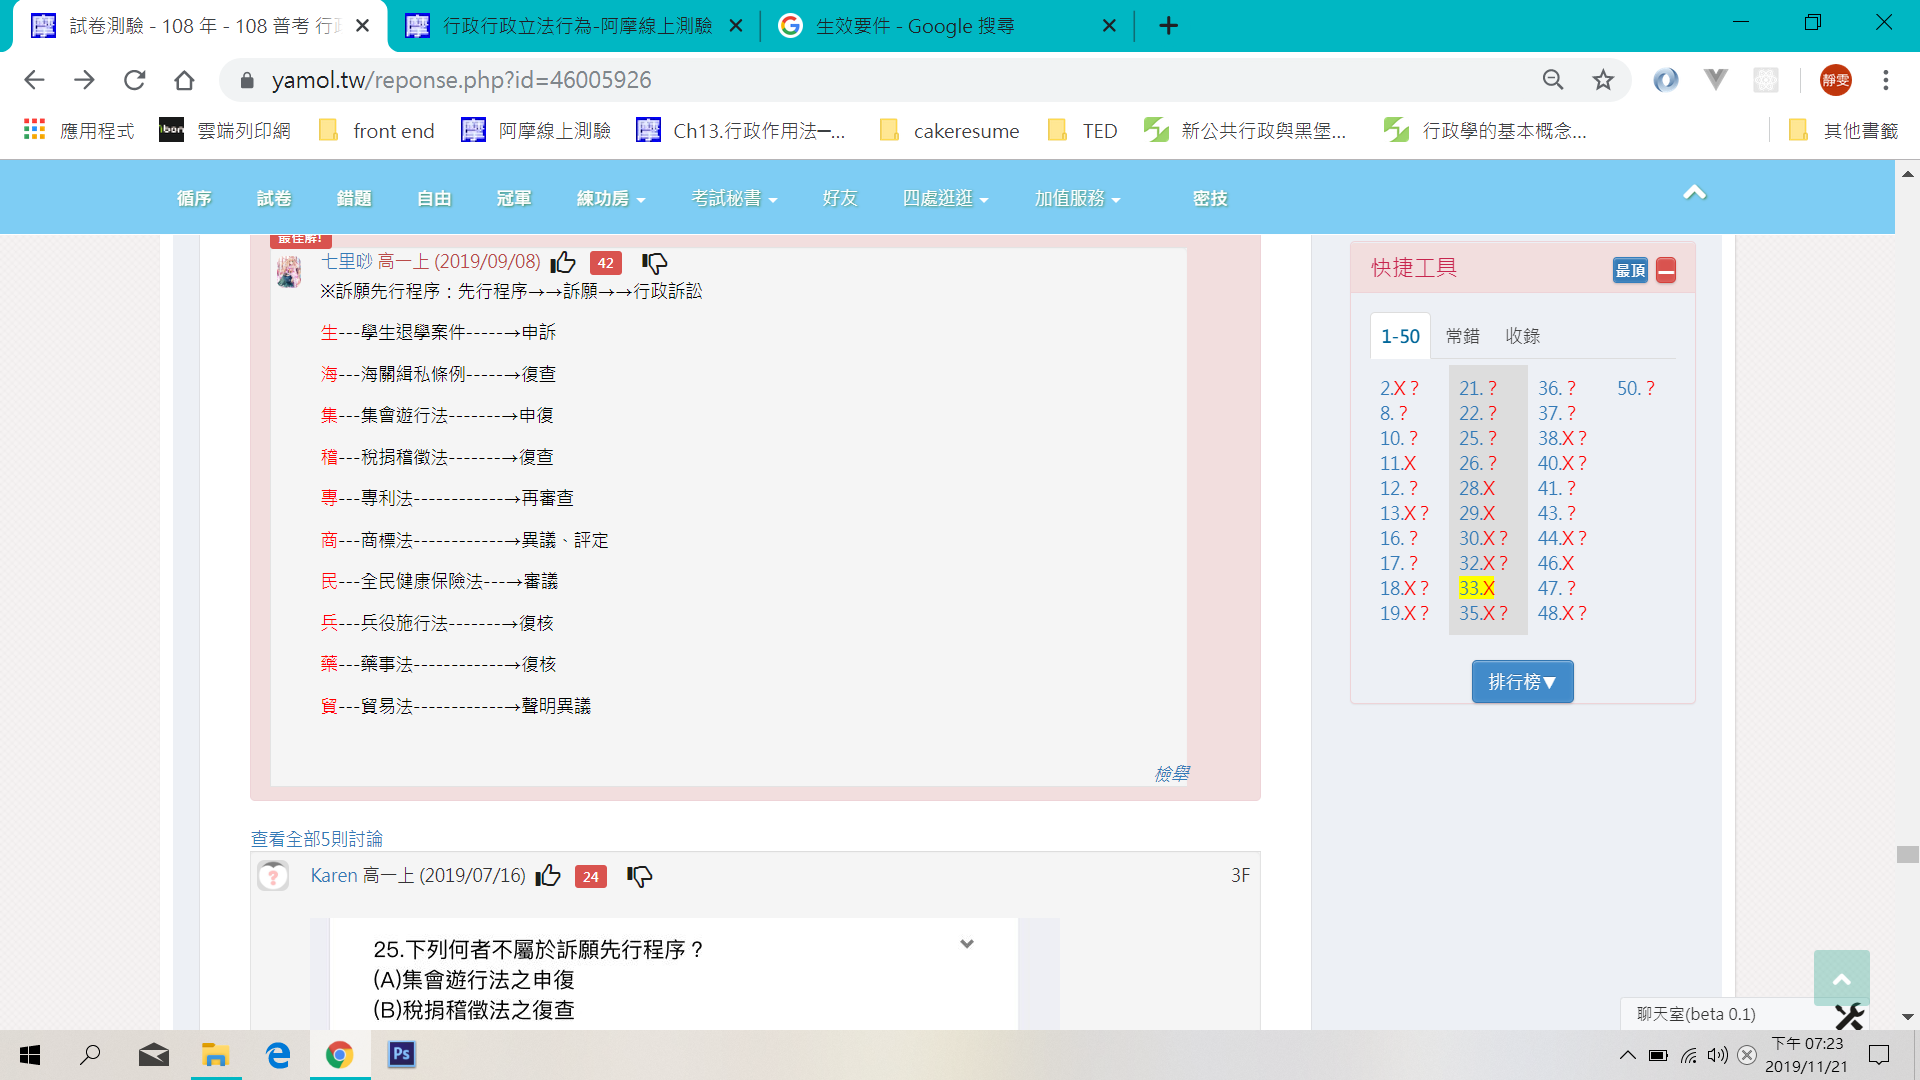 試卷測驗 - 108 年 - 108 普考 行政
行政行政立法行為-阿摩線上測驗
生效要件 - Google 搜尋
yamol.tw/reponse.php?id=46005926
靜雯
應用程式
ibon
雲端列印網
front end
阿摩線上測驗
Ch13.行政作用法─...
cakeresume
TED
新公共行政與黑堡...
行政學的基本概念...
其他書籤
循序
試卷
錯題
自由
冠軍
練功房
考試秘書
好友
四處逛逛
加值服務
密技
最佳解!
七里唦 高一上 (2019/09/08)
42
※訴願先行程序：先行程序→→訴願→→行政訴訟
生---學生退學案件-----→申訴
海---海關緝私條例-----→復查
集---集會遊行法--------→申復
稽---稅捐稽徵法-------→復查
專---專利法-------------→再審查
商---商標法-------------→異議、評定
民---全民健康保險法---→審議
兵---兵役施行法--------→復核
藥---藥事法-------------→復核
貿---貿易法-------------→聲明異議
檢舉
查看全部5則討論
Karen 高一上 (2019/07/16)
24
3F
25.下列何者不屬於訴願先行程序？
(A)集會遊行法之申復
(B)稅捐稽徵法之復查
快捷工具
最頂
1-50
常錯
收錄
2.X ?
8. ?
10. ?
11.X
12. ?
13.X ?
16. ?
17. ?
18.X ?
19.X ?
21. ?
22. ?
25. ?
26. ?
28.X
29.X
30.X ?
32.X ?
33.X
35.X ?
36. ?
37. ?
38.X ?
40.X ?
41. ?
43. ?
44.X ?
46.X
47. ?
48.X ?
50. ?
排行榜▼
聊天室(beta 0.1)
Ps
下午 07:23
2019/11/21